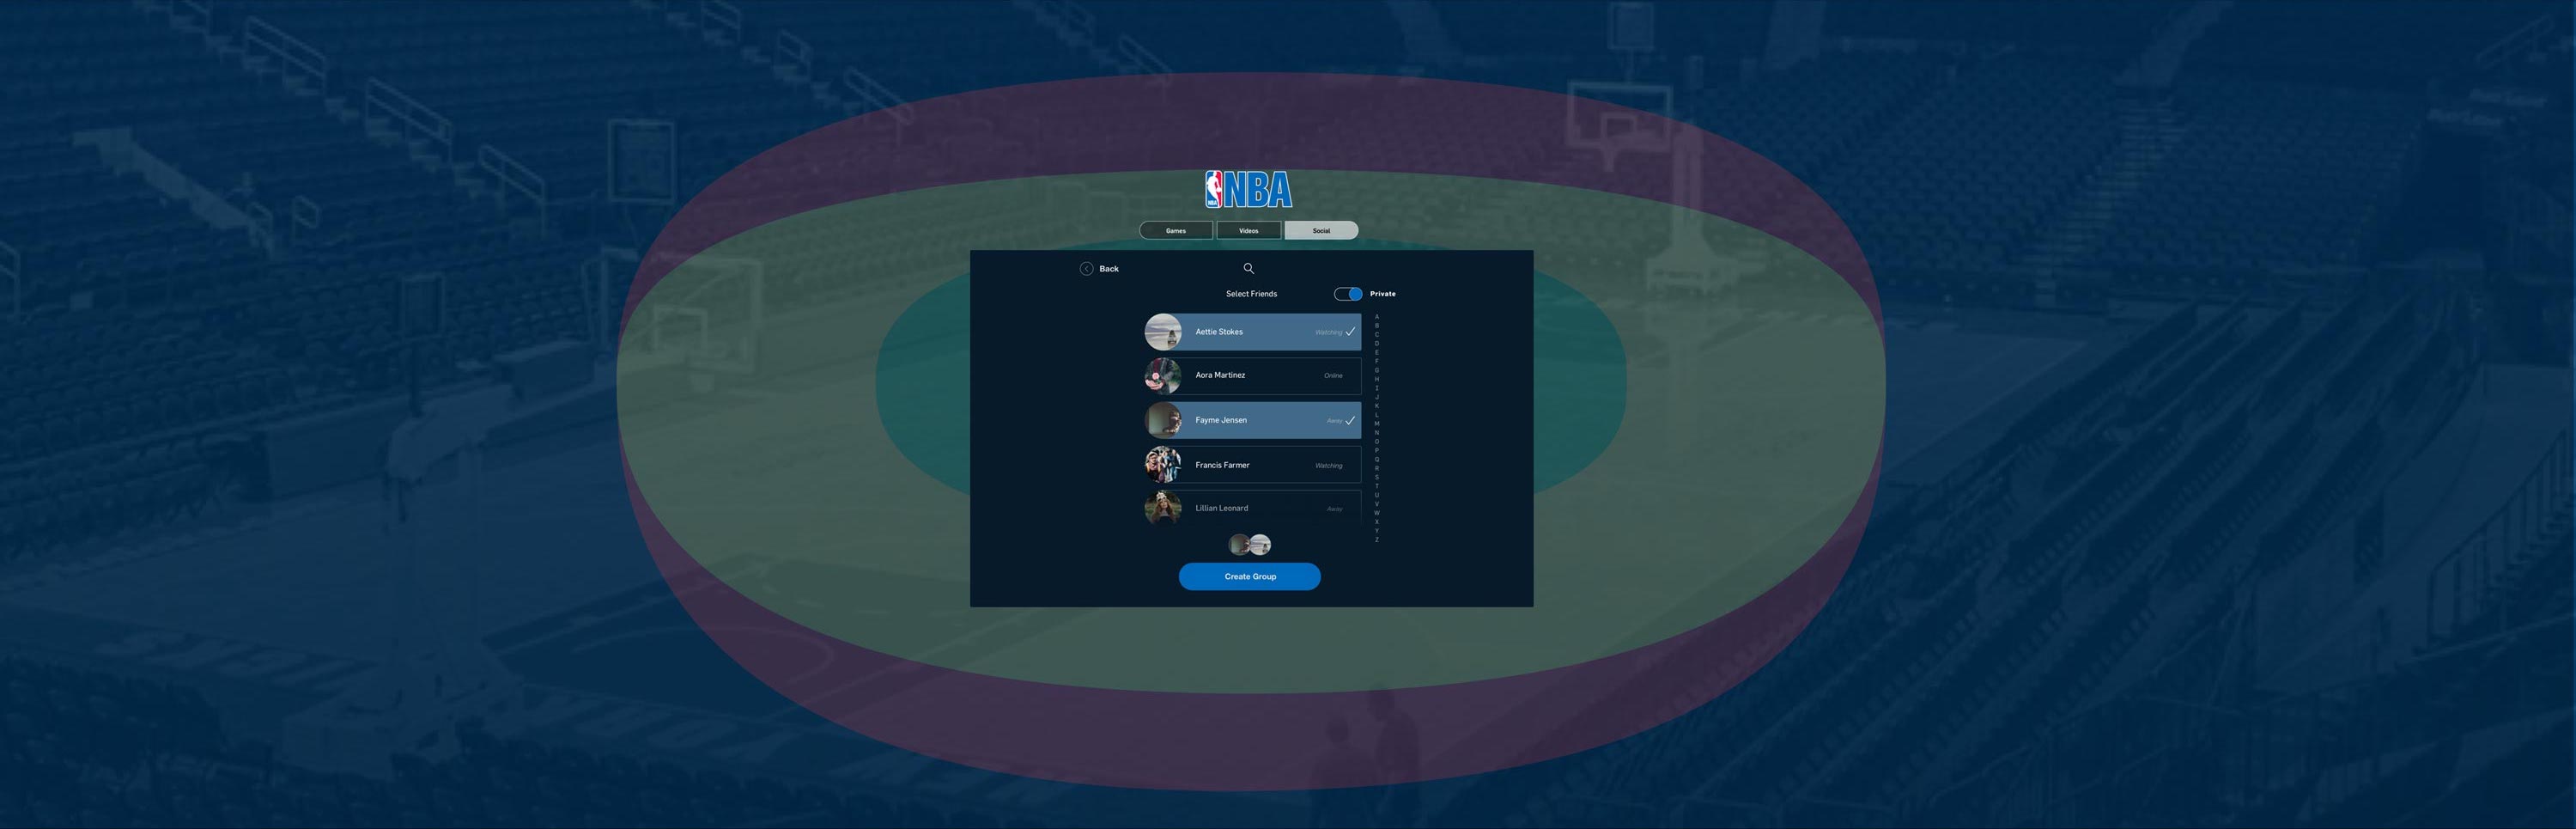 NBA NBA
Games Videos Social
Back
Select Friends Private
Aettie Stokes Watching
Aora Martinez Online
Fayme Jensen Away
Francis Farmer Watching
Lillian Leonard Away
A
B
C
D
E
F
G
H
I
J
K
L
M
N
O
P
Q
R
S
T
U
V
W
X
Y
Z
Create Group